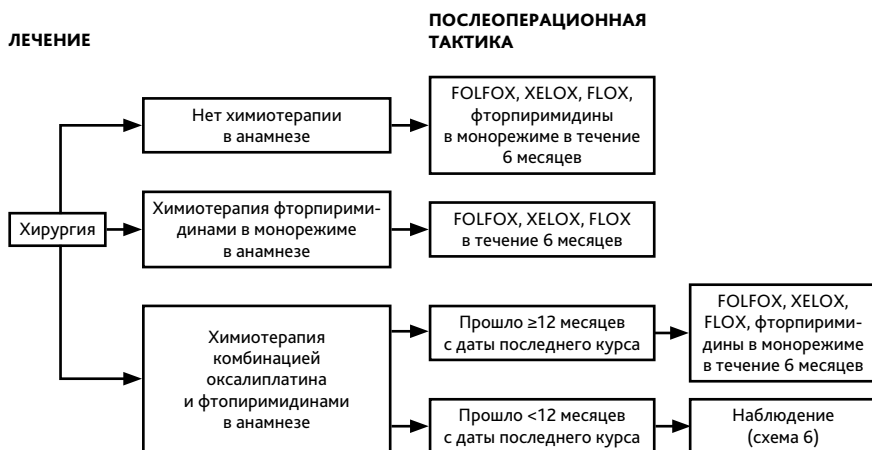 ЛЕЧЕНИЕ
ПОСЛЕОПЕРАЦИОННАЯ
ТАКТИКА
Хирургия
Нет химиотерапии
в анамнезе
FOLFOX, XELOX, FLOX,
фторпиримидины
в монорежиме в течение
6 месяцев
Химиотерапия фторпирими-
динами в монорежиме
в анамнезе
FOLFOX, XELOX, FLOX
в течение 6 месяцев
Химиотерапия
комбинацией
оксалиплатина
и фтопиримидинами
в анамнезе
Прошло ≥12 месяцев
с даты последнего курса
FOLFOX, XELOX,
FLOX, фторпирими-
дины в монорежиме
в течение 6 месяцев
Прошло <12 месяцев
с даты последнего курса
Наблюдение
(схема 6)